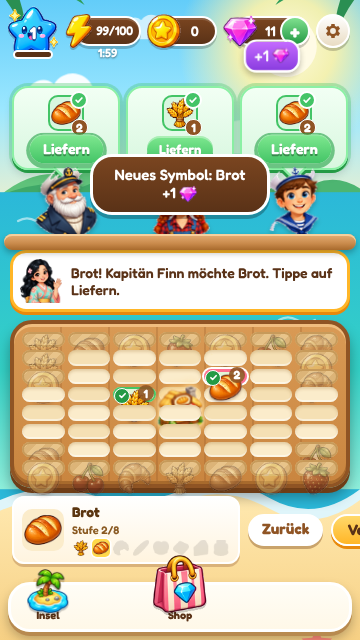 1
99/100
0
11
+
1:59
+1
2
1
2
Liefern
Liefern
Liefern
Neues Symbol: Brot
+1
Brot! Kapitän Finn möchte Brot. Tippe auf
Liefern.
1
2
Brot
Stufe 2/8
Zurück
Insel
Shop